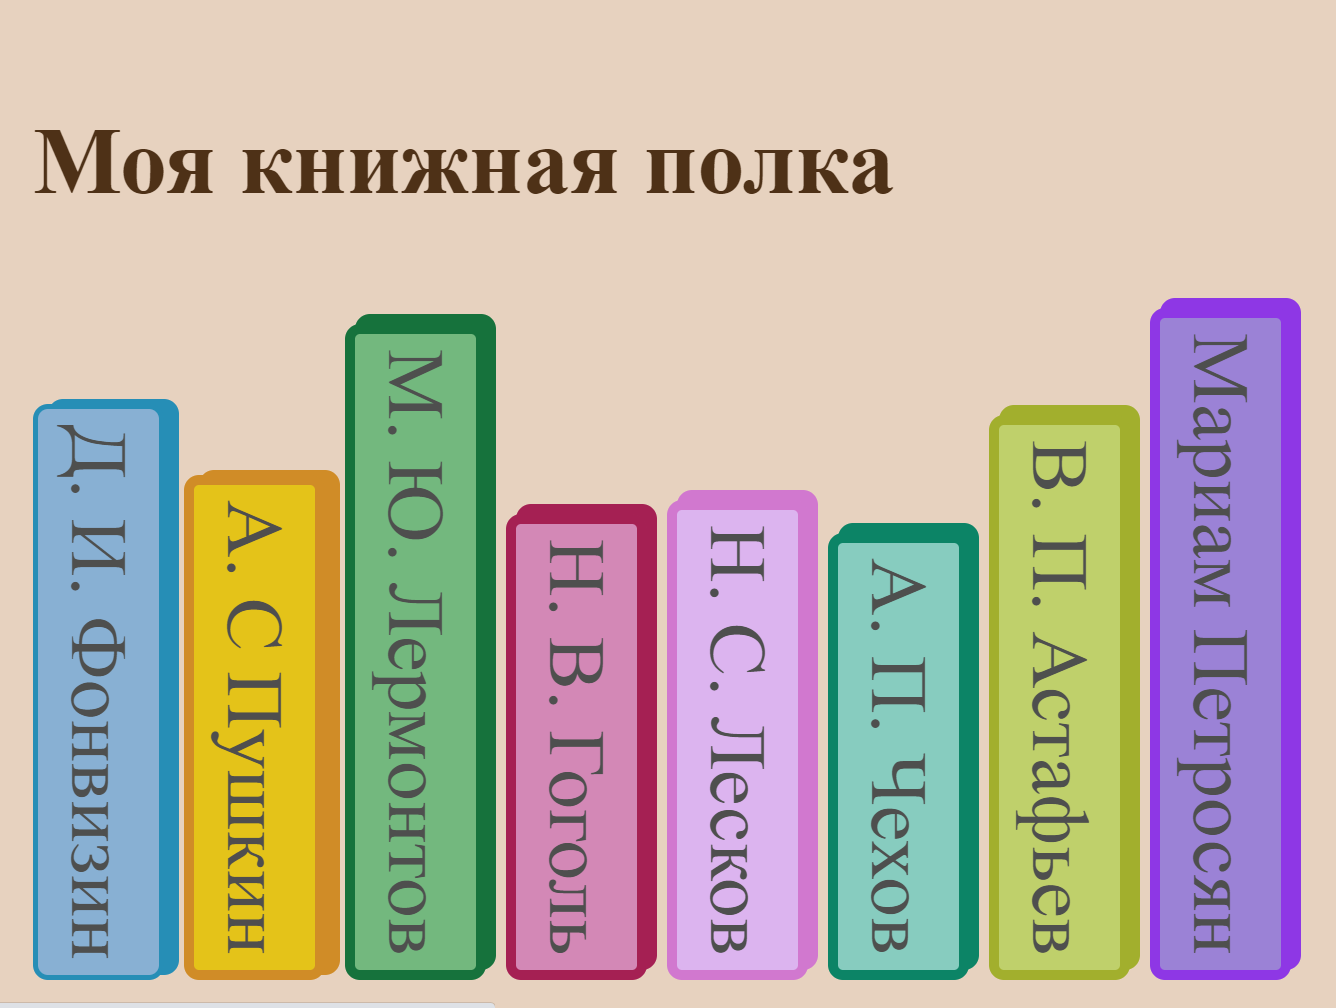 Моя книжная полка
Д. И. Фонвизин
А. С Пушкин
М. Ю. Лермонтов
Н. В. Гоголь
Н. С. Лесков
А. П. Чехов
В. П. Астафьев
Мариам Петросян